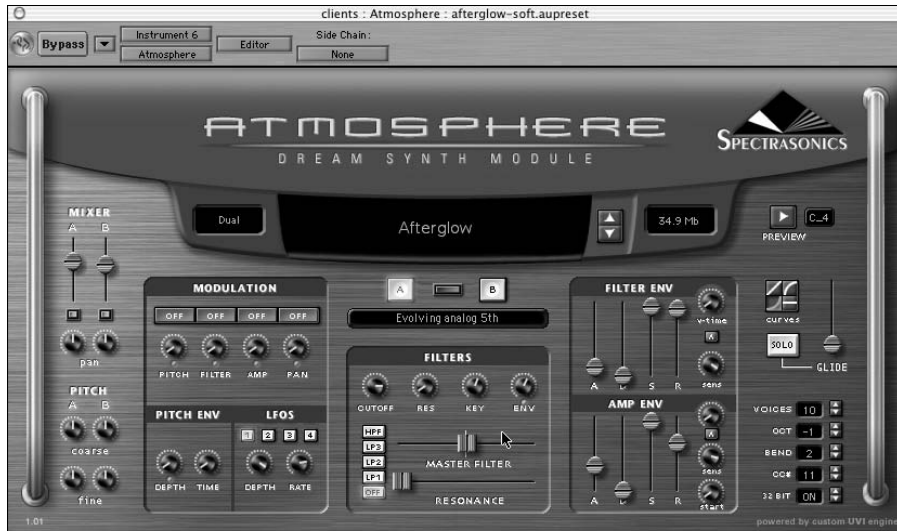 clients : Atmosphere : afterglow-soft.aupreset
Bypass
Instrument 6
Atmosphere
Editor
Side Chain:
None
ATMOSPHERE
DREAM SYNTH MODULE
SPECTRASONICS
Dual
Afterglow
34.9 Mb
C_4
PREVIEW
MIXER
A B
pan
PITCH
A B
coarse
fine
1.01
MODULATION
OFF OFF OFF OFF
PITCH FILTER AMP PAN
PITCH ENV
DEPTH TIME
LFOS
1 2 3 4
DEPTH RATE
A B
Evolving analog 5th
FILTERS
CUTOFF RES KEY ENV
HPF
LP3
LP2
LP1
OFF
MASTER FILTER
RESONANCE
FILTER ENV
v-time
A
sens
A D S R
AMP ENV
A
sens
start
A D S R
curves
SOLO
GLIDE
VOICES 10
OCT -1
BEND 2
CC# 11
32 BIT ON
powered by custom UVI engine